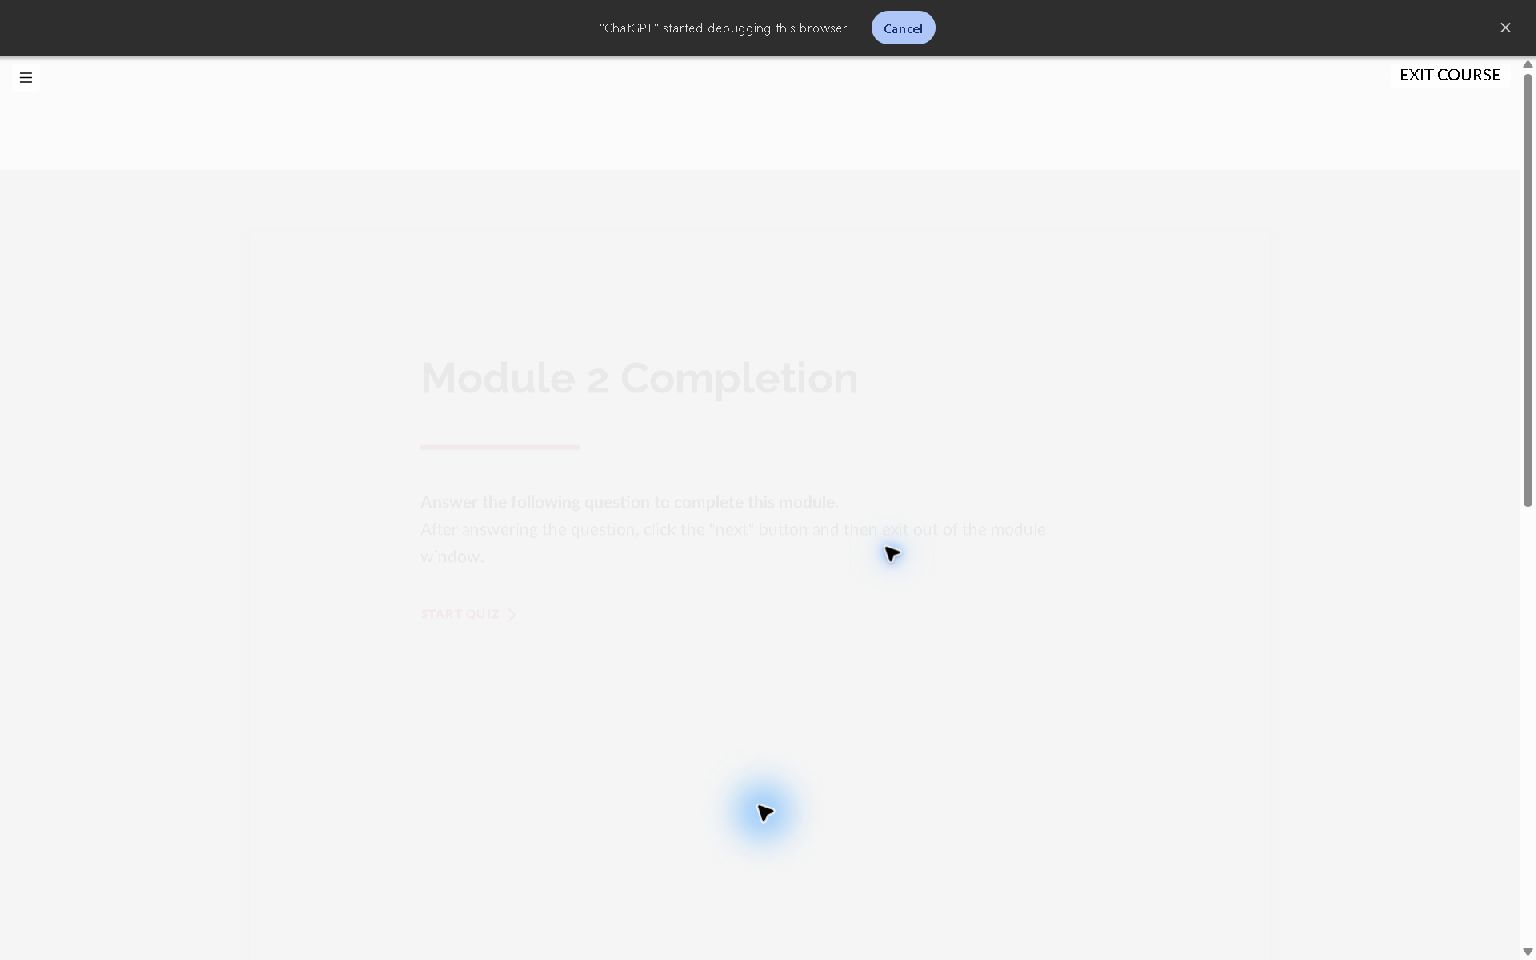 "ChatGPT" started debugging this browser
Cancel
EXIT COURSE
Module 2 Completion
Answer the following question to complete this module.
After answering the question, click the "next" button and then exit out of the module
window.
START QUIZ